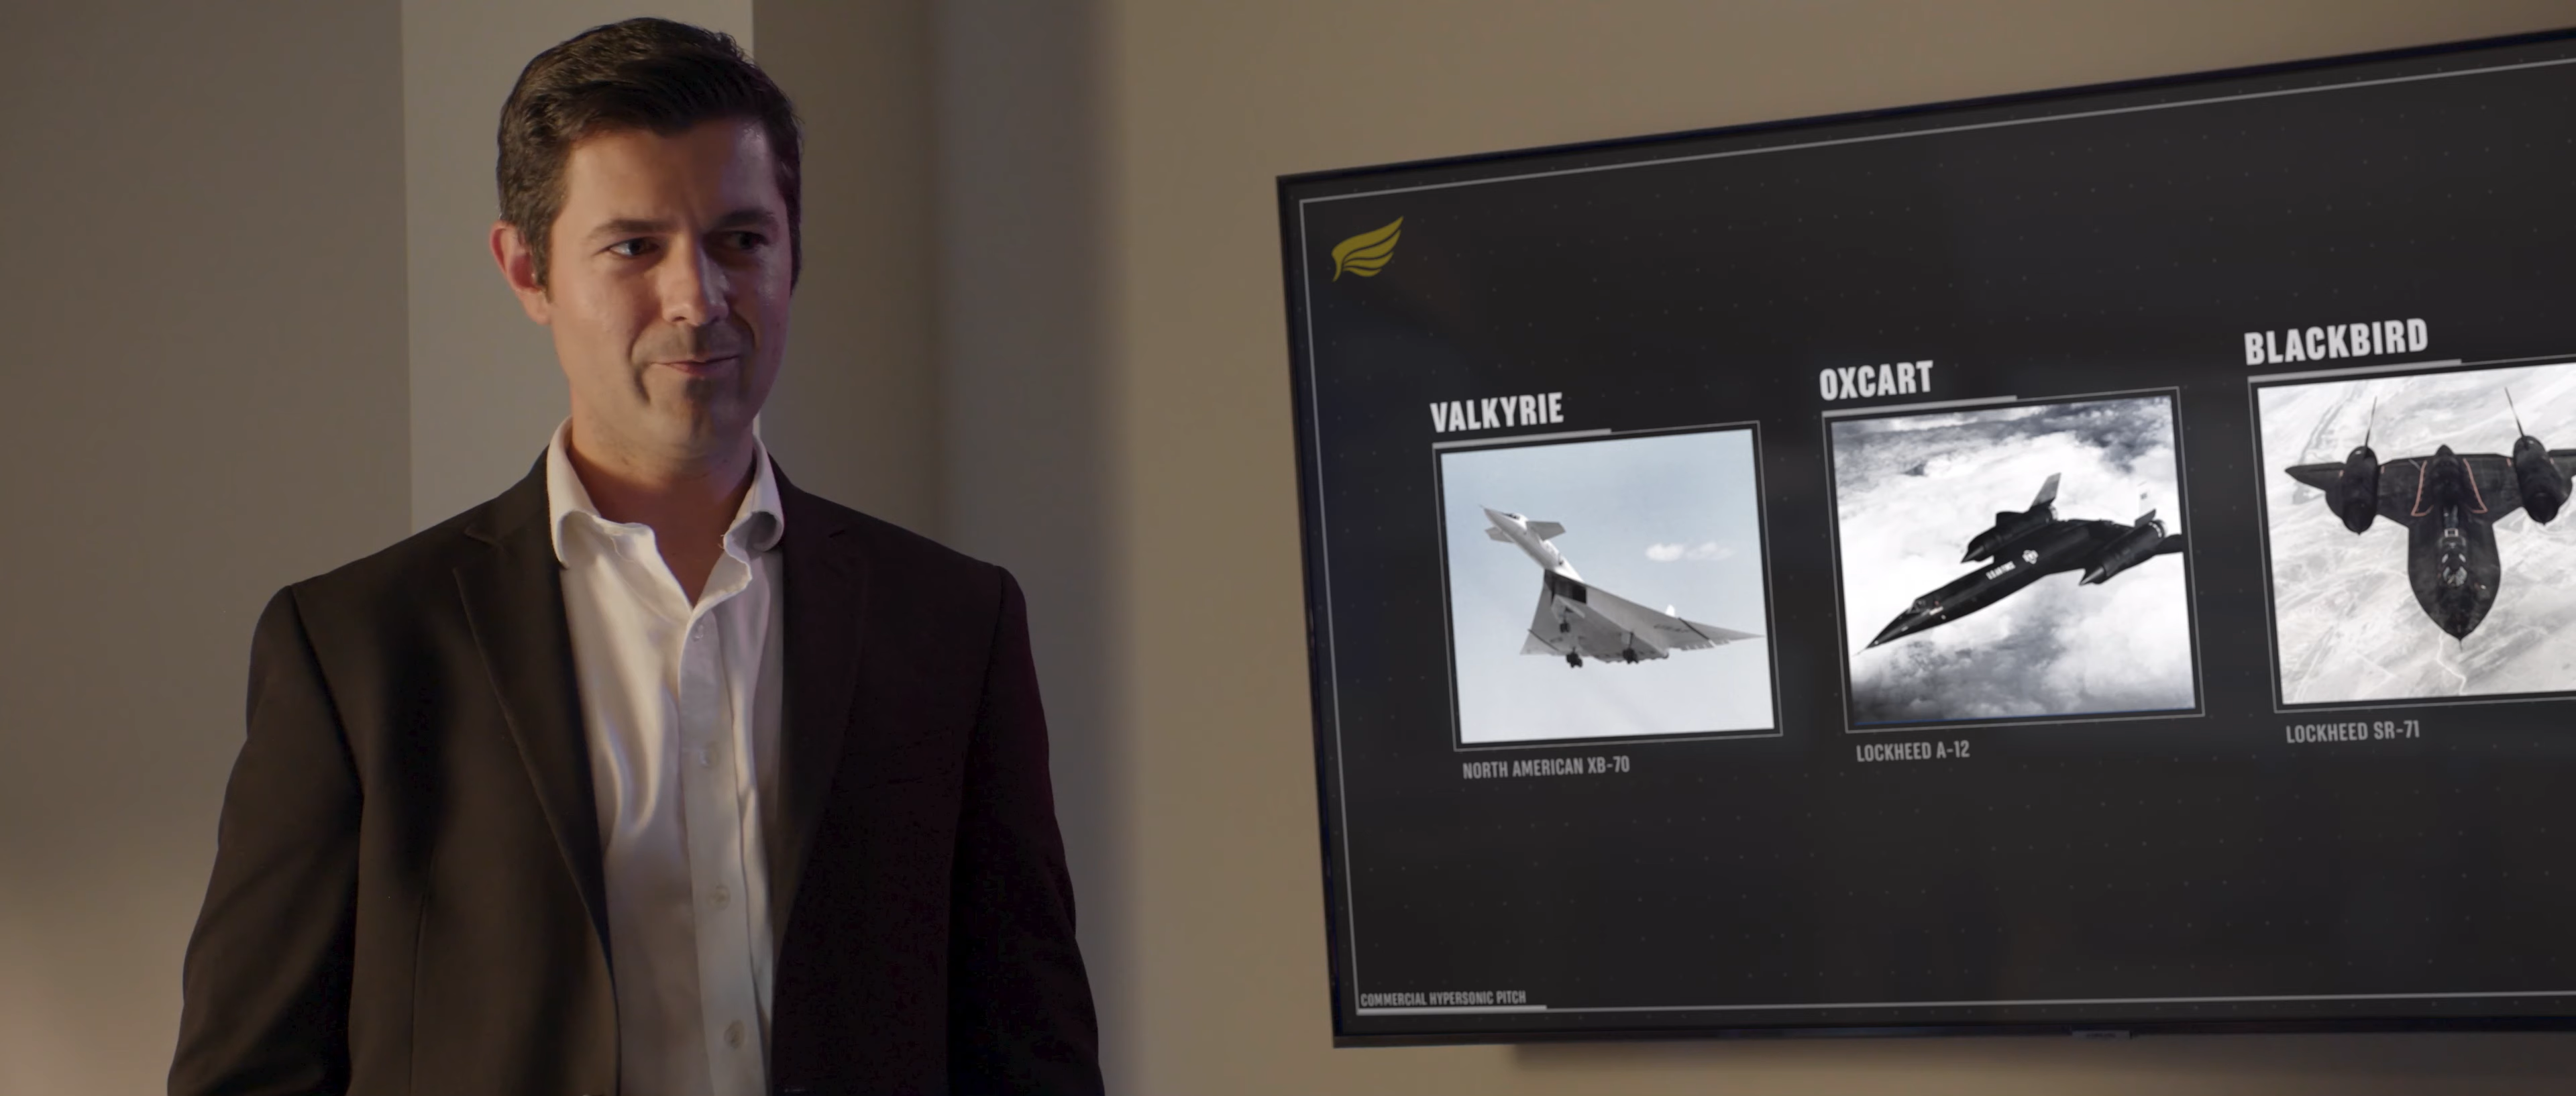 VALKYRIE
NORTH AMERICAN XB-70
OXCART
LOCKHEED A-12
BLACKBIRD
LOCKHEED SR-71
COMMERCIAL HYPERSONIC PITCH